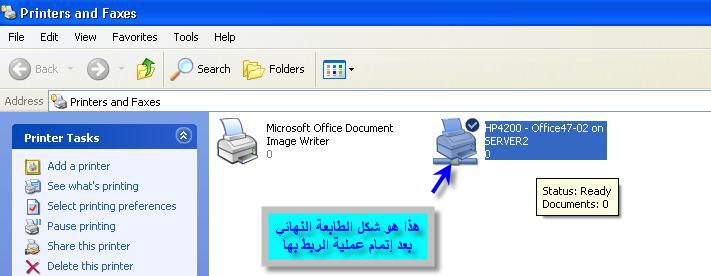 Printers and Faxes
File Edit View Favorites Tools Help
Back Search Folders
Address Printers and Faxes
Printer Tasks
Add a printer
See what's printing
Select printing preferences
Pause printing
Share this printer
Delete this printer
Microsoft Office Document
Image Writer
0
HP4200 - Office47-02 on
SERVER2
0
Status: Ready
Documents: 0
هذا هو شكل الطابعة النهائي
بعد إتمام عملية الربط بها